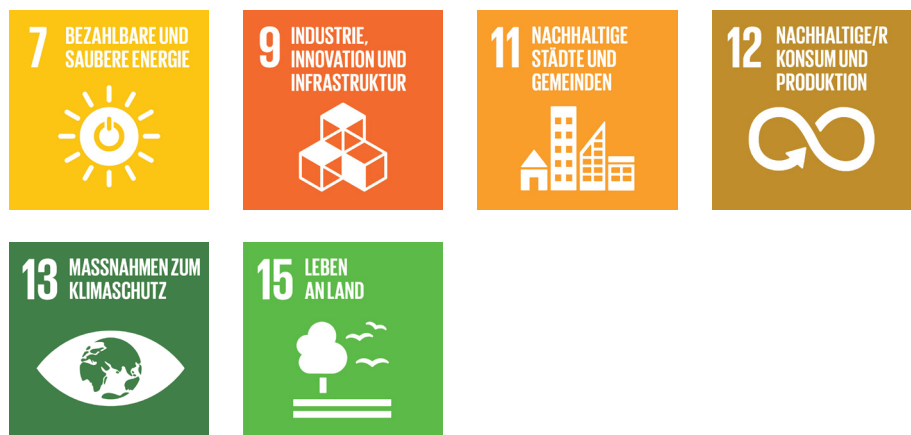 7 BEZAHLBARE UND
SAUBERE ENERGIE
9 INDUSTRIE,
INNOVATION UND
INFRASTRUKTUR
11 NACHHALTIGE
STÄDTE UND
GEMEINDEN
12 NACHHALTIGE/R
KONSUM UND
PRODUKTION
13 MASSNAHMEN ZUM
KLIMASCHUTZ
15 LEBEN
AN LAND